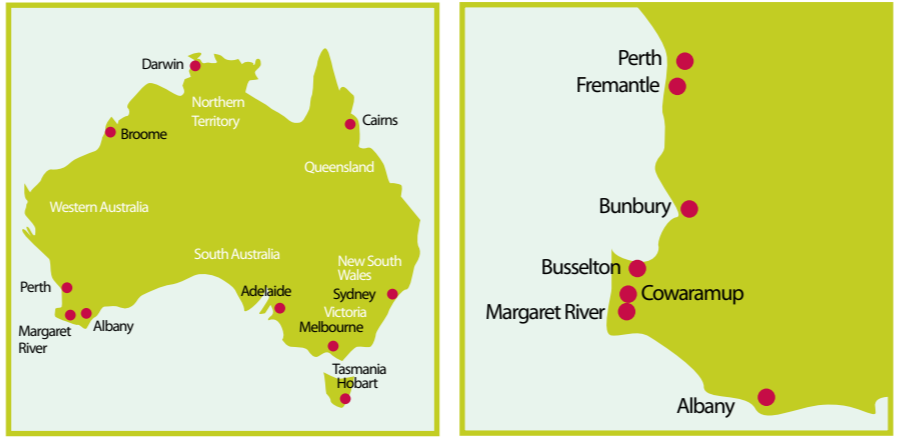 Darwin
Northern
Territory
Cairns
Broome
Queensland
Western Australia
South Australia
New South
Wales
Perth
Adelaide
Sydney
Victoria
Margaret
River
Albany
Melbourne
Tasmania
Hobart
Perth
Fremantle
Bunbury
Busselton
Cowaramup
Margaret River
Albany